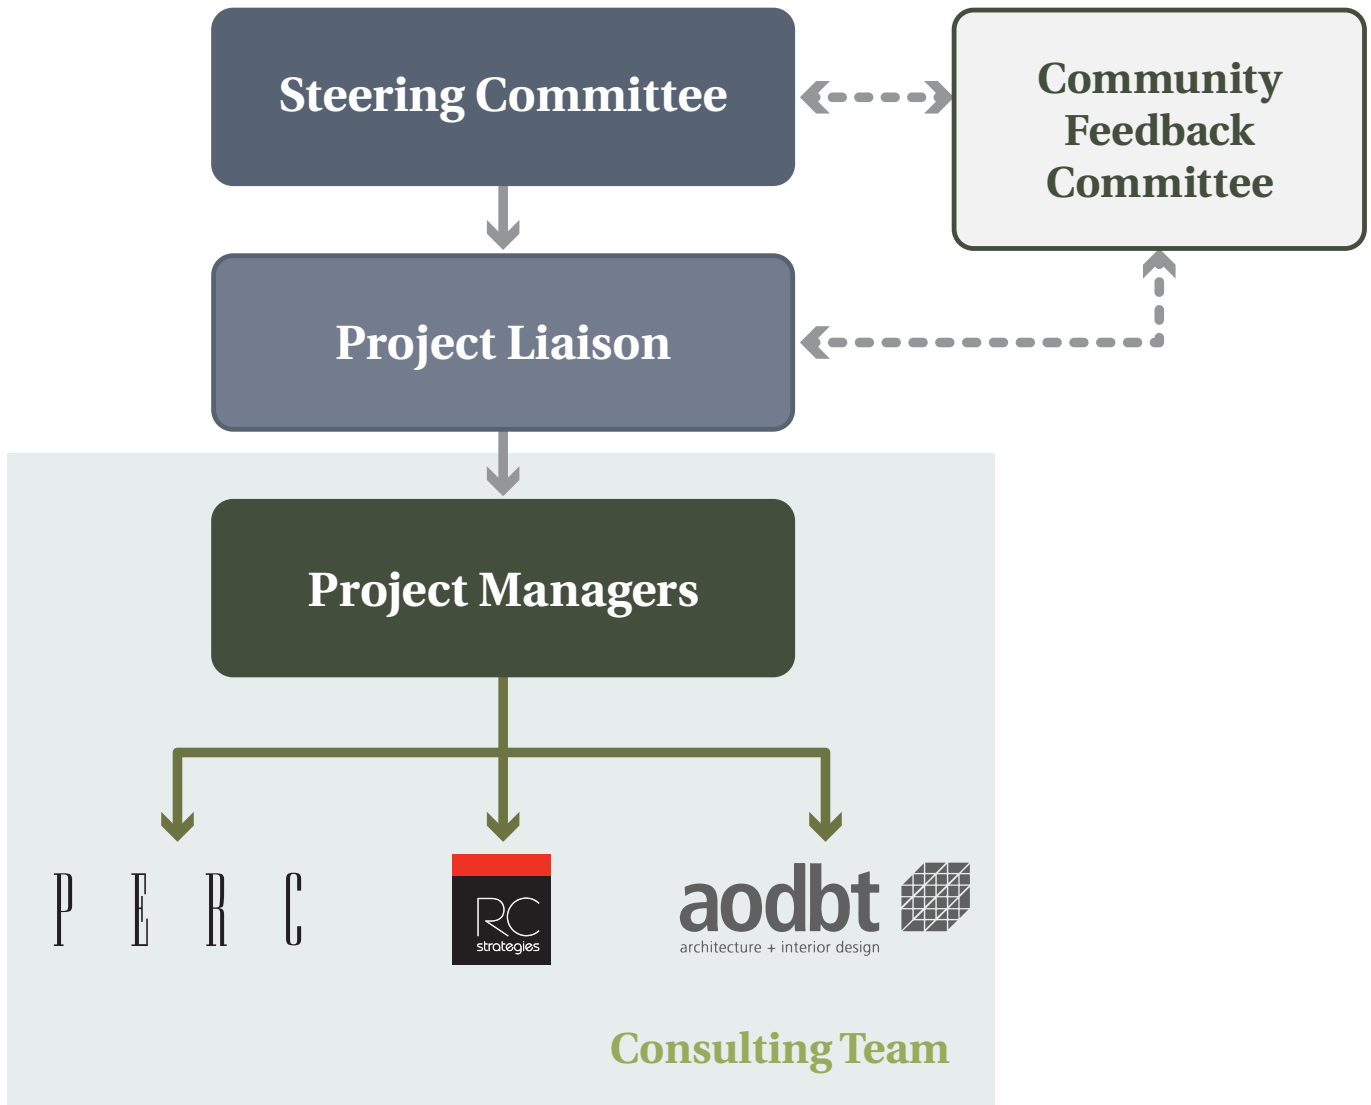 Steering Committee
Community
Feedback
Committee
Project Liaison
Project Managers
P E R C
RC
strategies
aodbt
architecture + interior design
Consulting Team